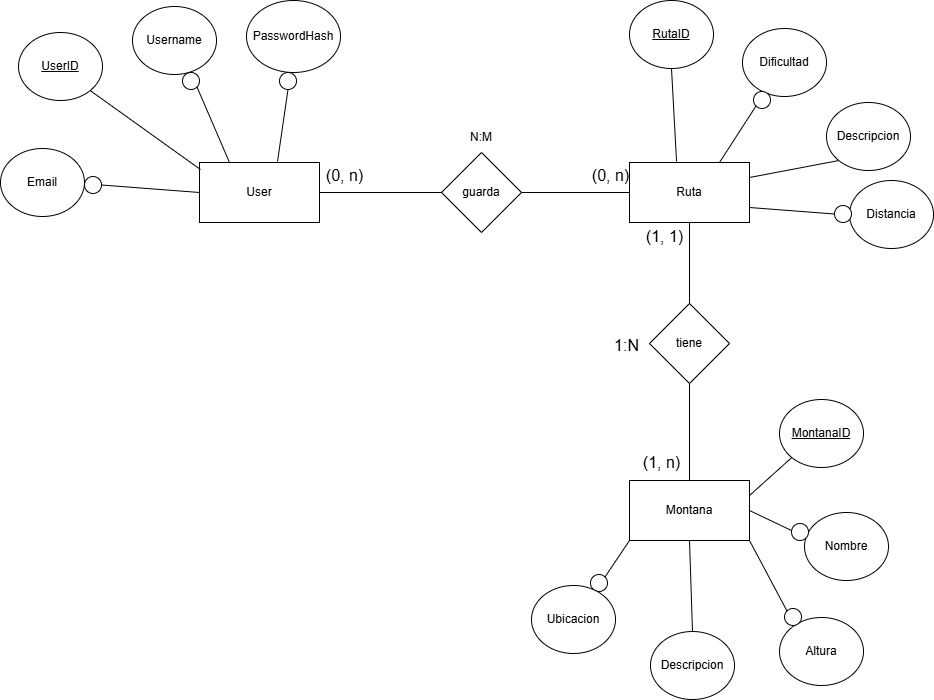 Username
PasswordHash
RutaID
UserID
Dificultad
N:M
Descripcion
Email
(0, n)
(0, n)
User
guarda
Ruta
Distancia
(1, 1)
1:N
tiene
MontanaID
(1, n)
Montana
Nombre
Ubicacion
Altura
Descripcion